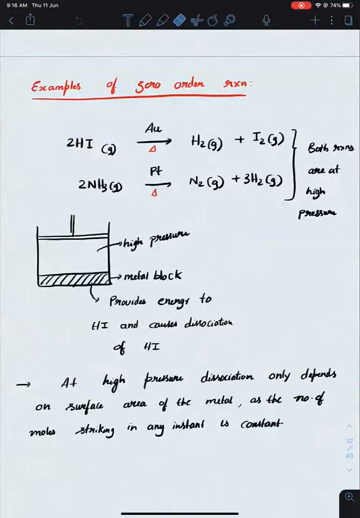 9:16 AM Thu 11 Jun
74%
Examples of zero order rxn:
2HI (g) Au → Δ H₂(g) + I₂(g)
2NH₃(g) Pt → Δ N₂(g) + 3H₂(g)
Both rxns
are at
high
pressure
high pressure
metal block
Provides energy to
HI and causes dissociation
of HI
→ At high pressure dissociation only depends
on surface area of the metal, as the no. of
moles striking in any instant is constant.
37